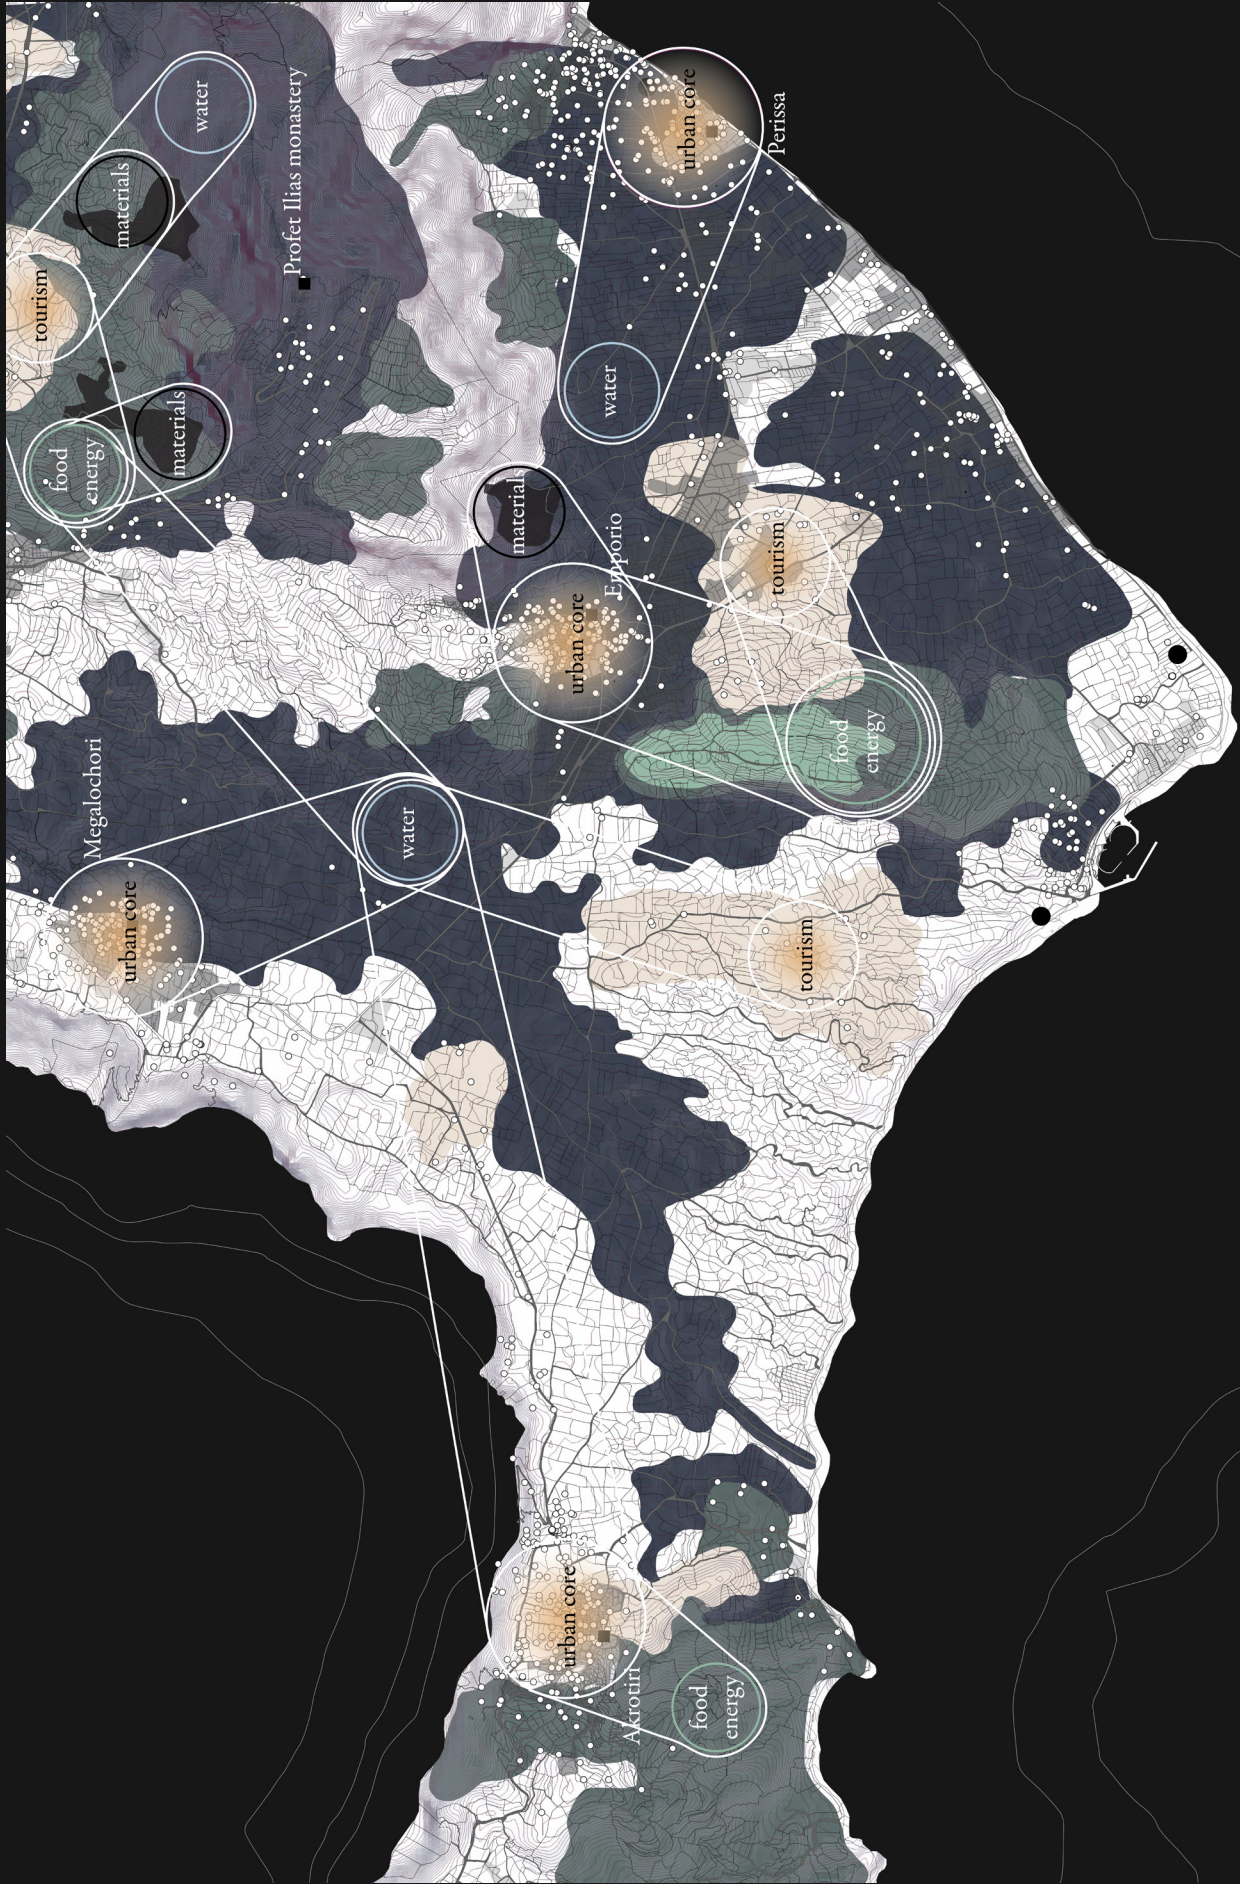 tourism
food
energy
Megalochori
materials
urban core
materials
water
Profet Ilias monastery
water
materials
urban core
urban core
water
Emporio
Akrotiri
urban core
food
energy
tourism
Perissa
tourism
food
energy